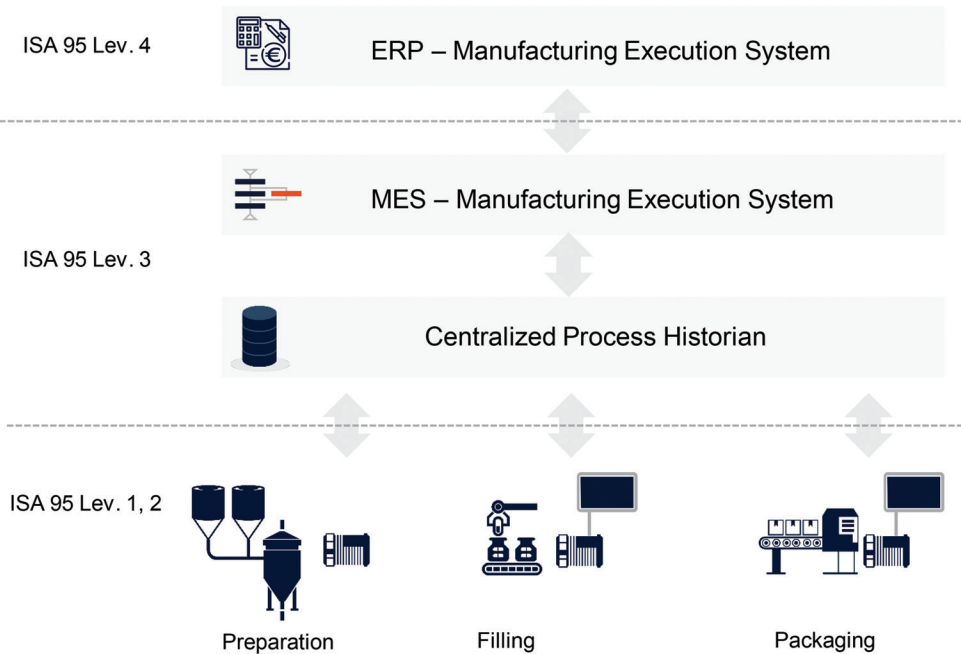 ISA 95 Lev. 4
ERP – Manufacturing Execution System
MES – Manufacturing Execution System
ISA 95 Lev. 3
Centralized Process Historian
ISA 95 Lev. 1, 2
Preparation
Filling
Packaging